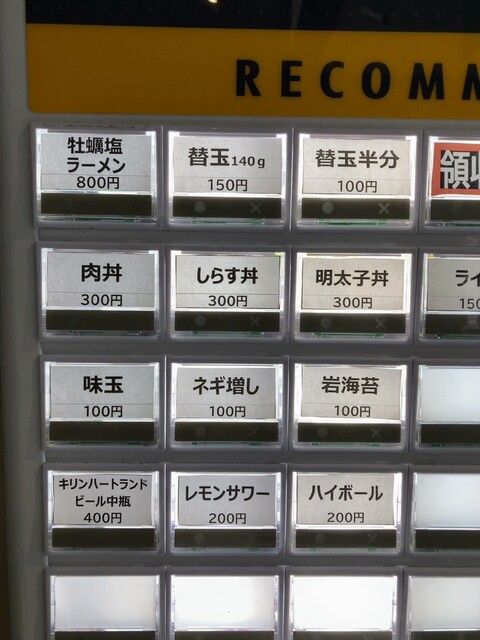 RECOMM
牡蠣塩
ラーメン
800円
替玉140g
150円
替玉半分
100円
領収
肉丼
300円
しらす丼
300円
明太子丼
300円
ライ
150
味玉
100円
ネギ増し
100円
岩海苔
100円
キリンハートランド
ビール中瓶
400円
レモンサワー
200円
ハイボール
200円